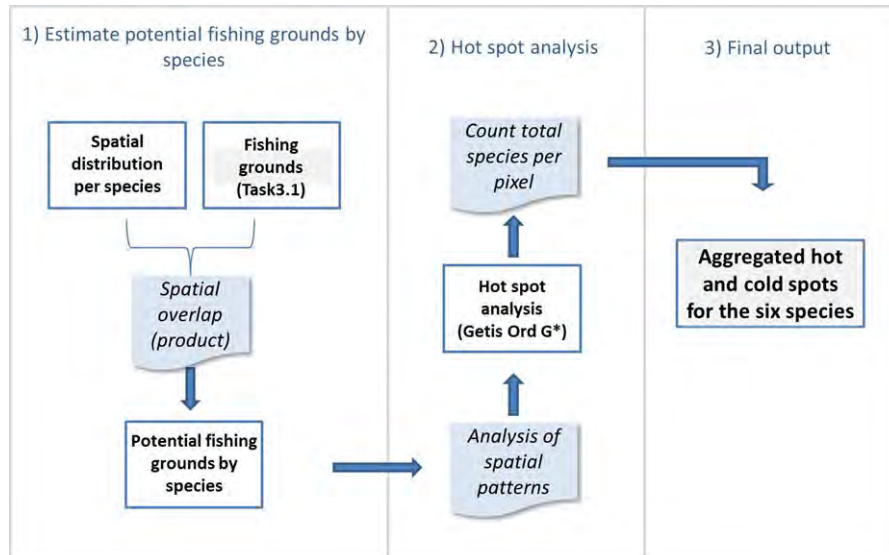 1) Estimate potential fishing grounds by
species
Spatial
distribution
per species
Fishing
grounds
(Task3.1)
Spatial
overlap
(product)
Potential fishing
grounds by
species
2) Hot spot analysis
Count total
species per
pixel
Hot spot
analysis
(Getis Ord G*)
Analysis of
spatial
patterns
3) Final output
Aggregated hot
and cold spots
for the six species